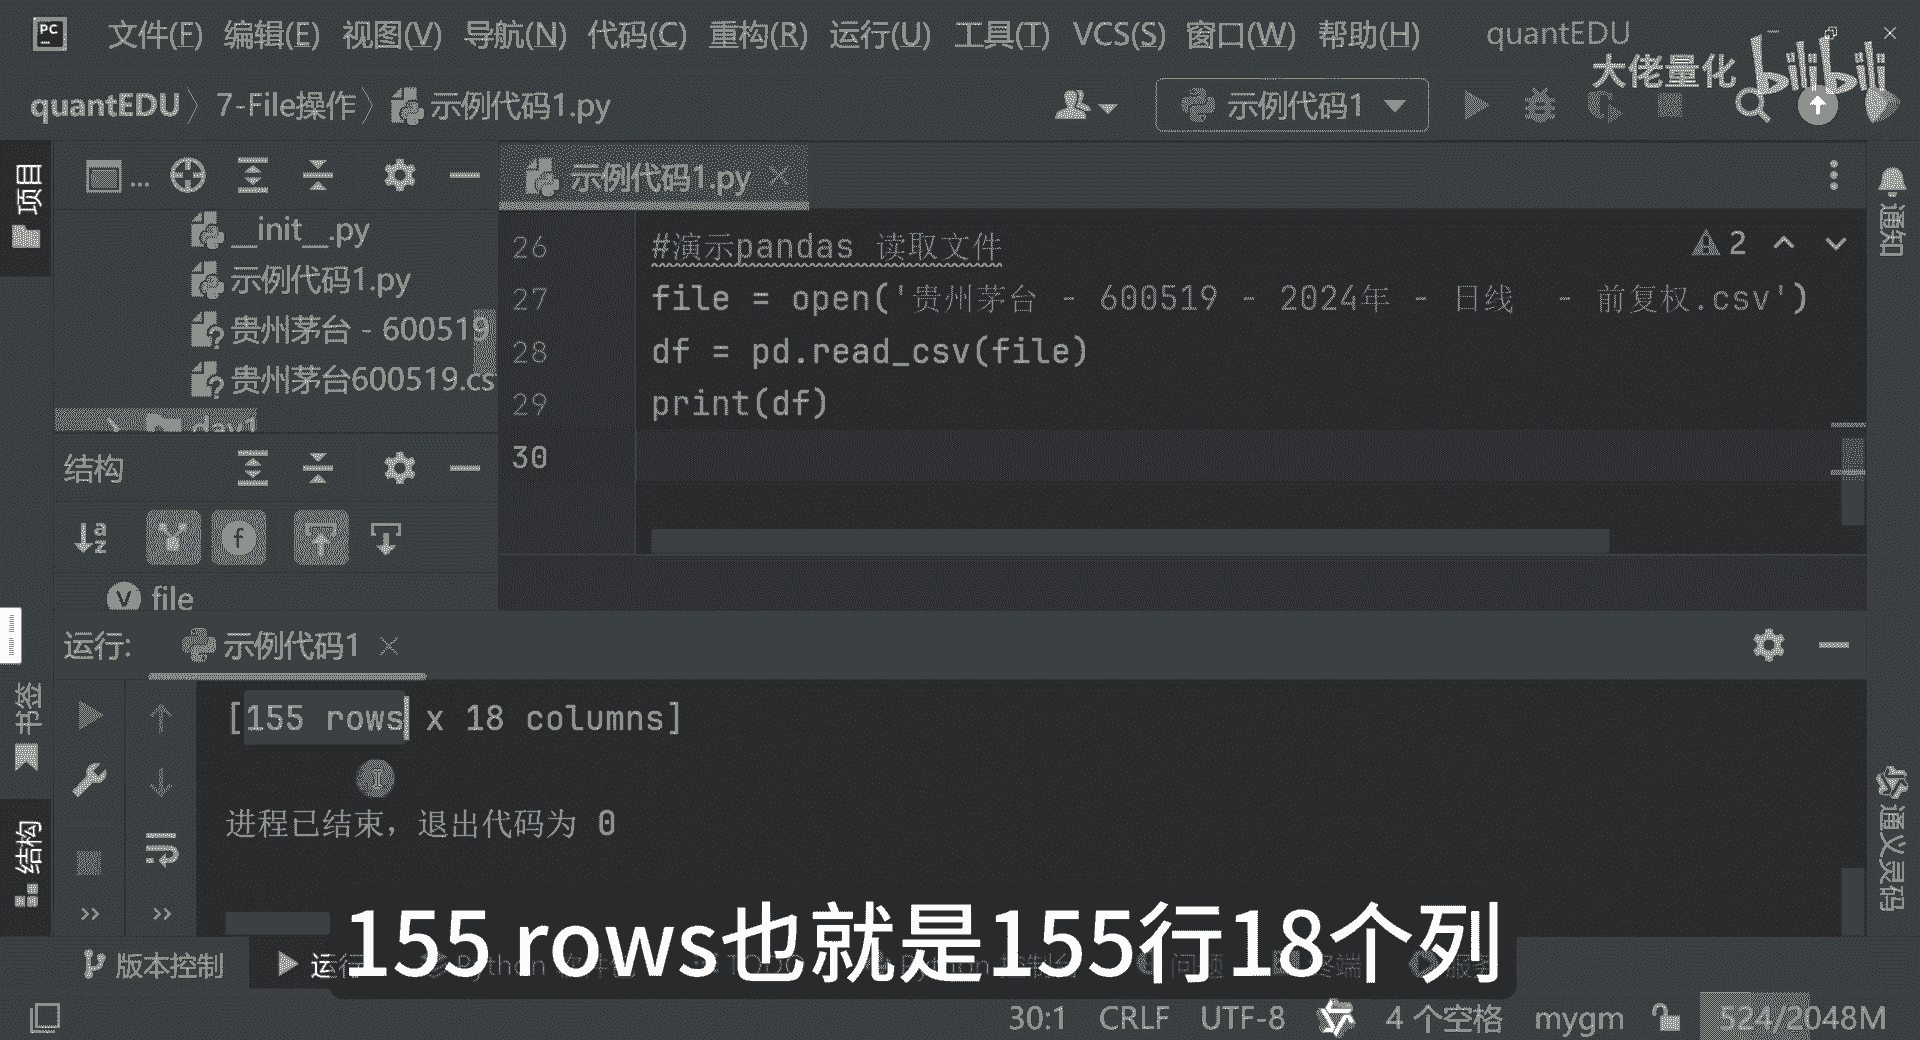 PC 文件(F) 编辑(E) 视图(V) 导航(N) 代码(C) 重构(R) 运行(U) 工具(T) VCS(S) 窗口(W) 帮助(H) quantEDU
大佬量化 bilibili
quantEDU 7-File操作 示例代码1.py 示例代码1
项目
...
示例代码1.py
通知
__init__.py
示例代码1.py
贵州茅台 - 600519
贵州茅台600519.cs
day1
26 #演示pandas 读取文件
2
27 file = open('贵州茅台 - 600519 - 2024年 - 日线  - 前复权.csv')
28 df = pd.read_csv(file)
29 print(df)
30
结构
az
f
v file
运行: 示例代码1
书签
[155 rows x 18 columns]
进程已结束，退出代码为 0
结构
通义灵码
155 rows也就是155行18个列
版本控制 运行
30:1 CRLF UTF-8 4 个空格 mygm 524/2048M